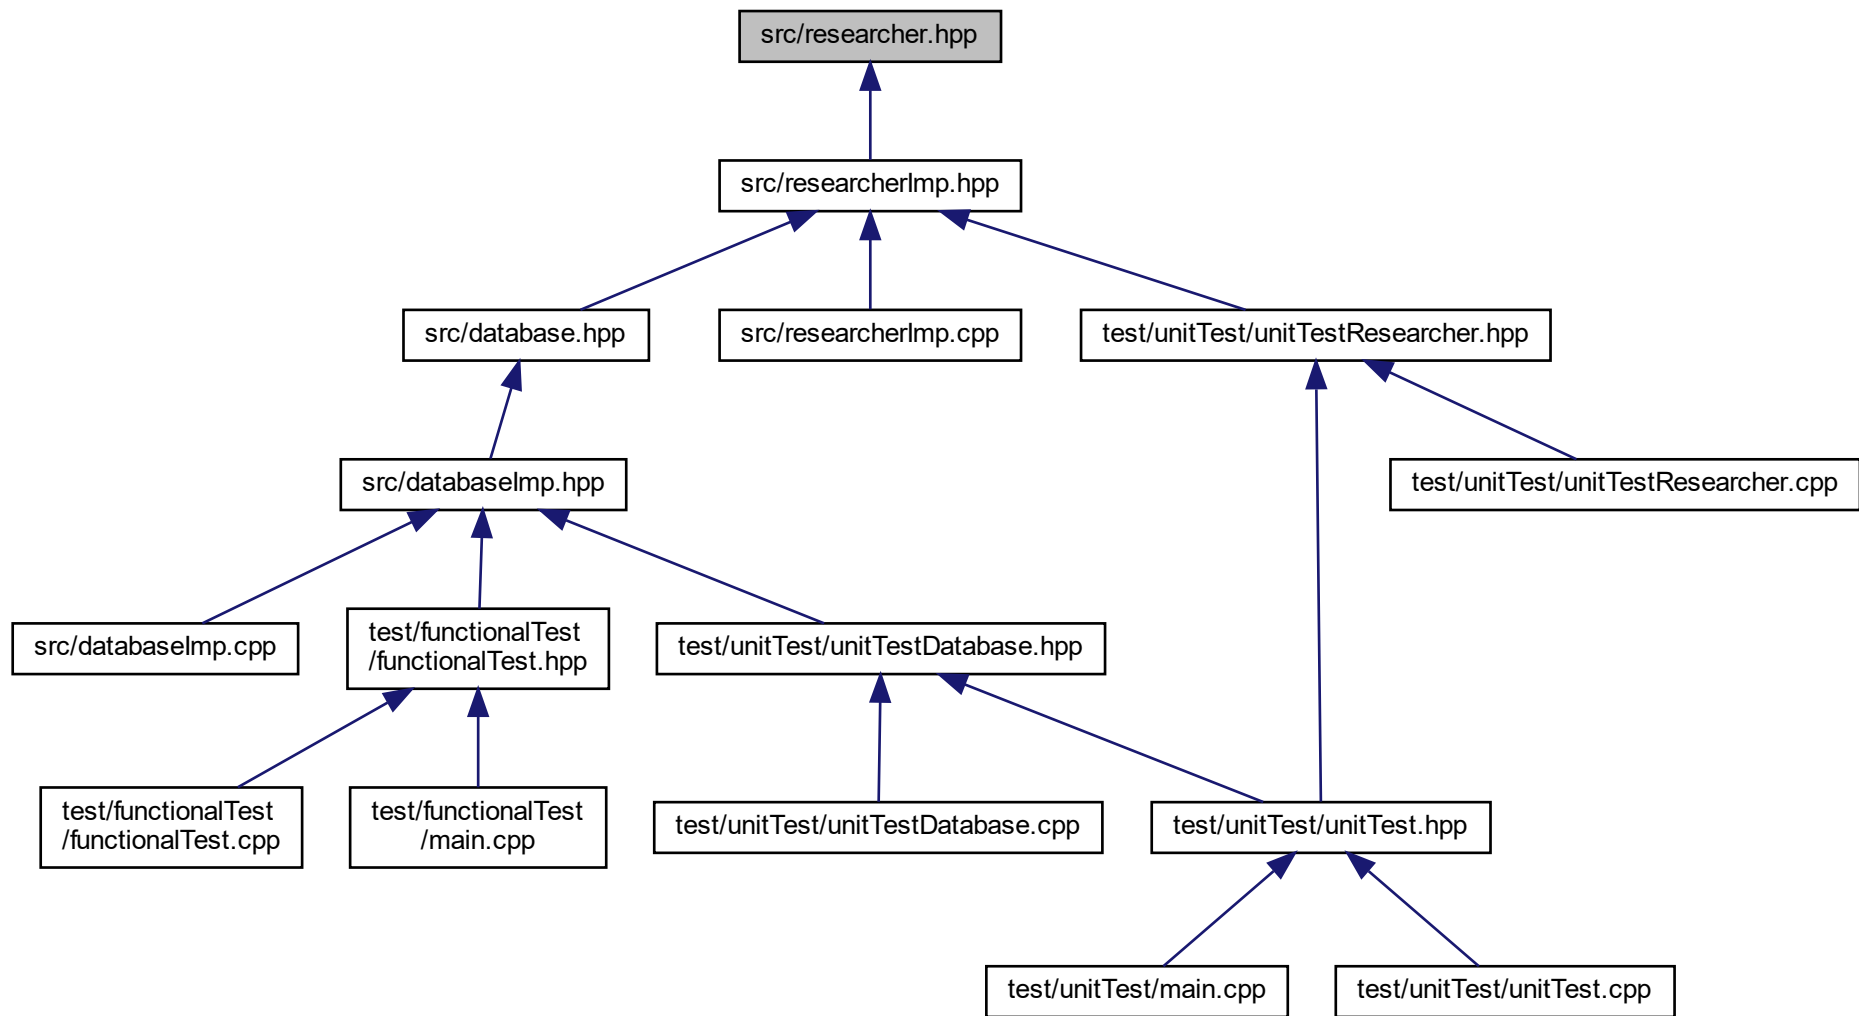 src/researcher.hpp
src/researcherImp.hpp
src/database.hpp
src/researcherImp.cpp
test/unitTest/unitTestResearcher.hpp
src/databaseImp.hpp
test/unitTest/unitTestResearcher.cpp
src/databaseImp.cpp
test/functionalTest
/functionalTest.hpp
test/unitTest/unitTestDatabase.hpp
test/functionalTest
/functionalTest.cpp
test/functionalTest
/main.cpp
test/unitTest/unitTestDatabase.cpp
test/unitTest/unitTest.hpp
test/unitTest/main.cpp
test/unitTest/unitTest.cpp